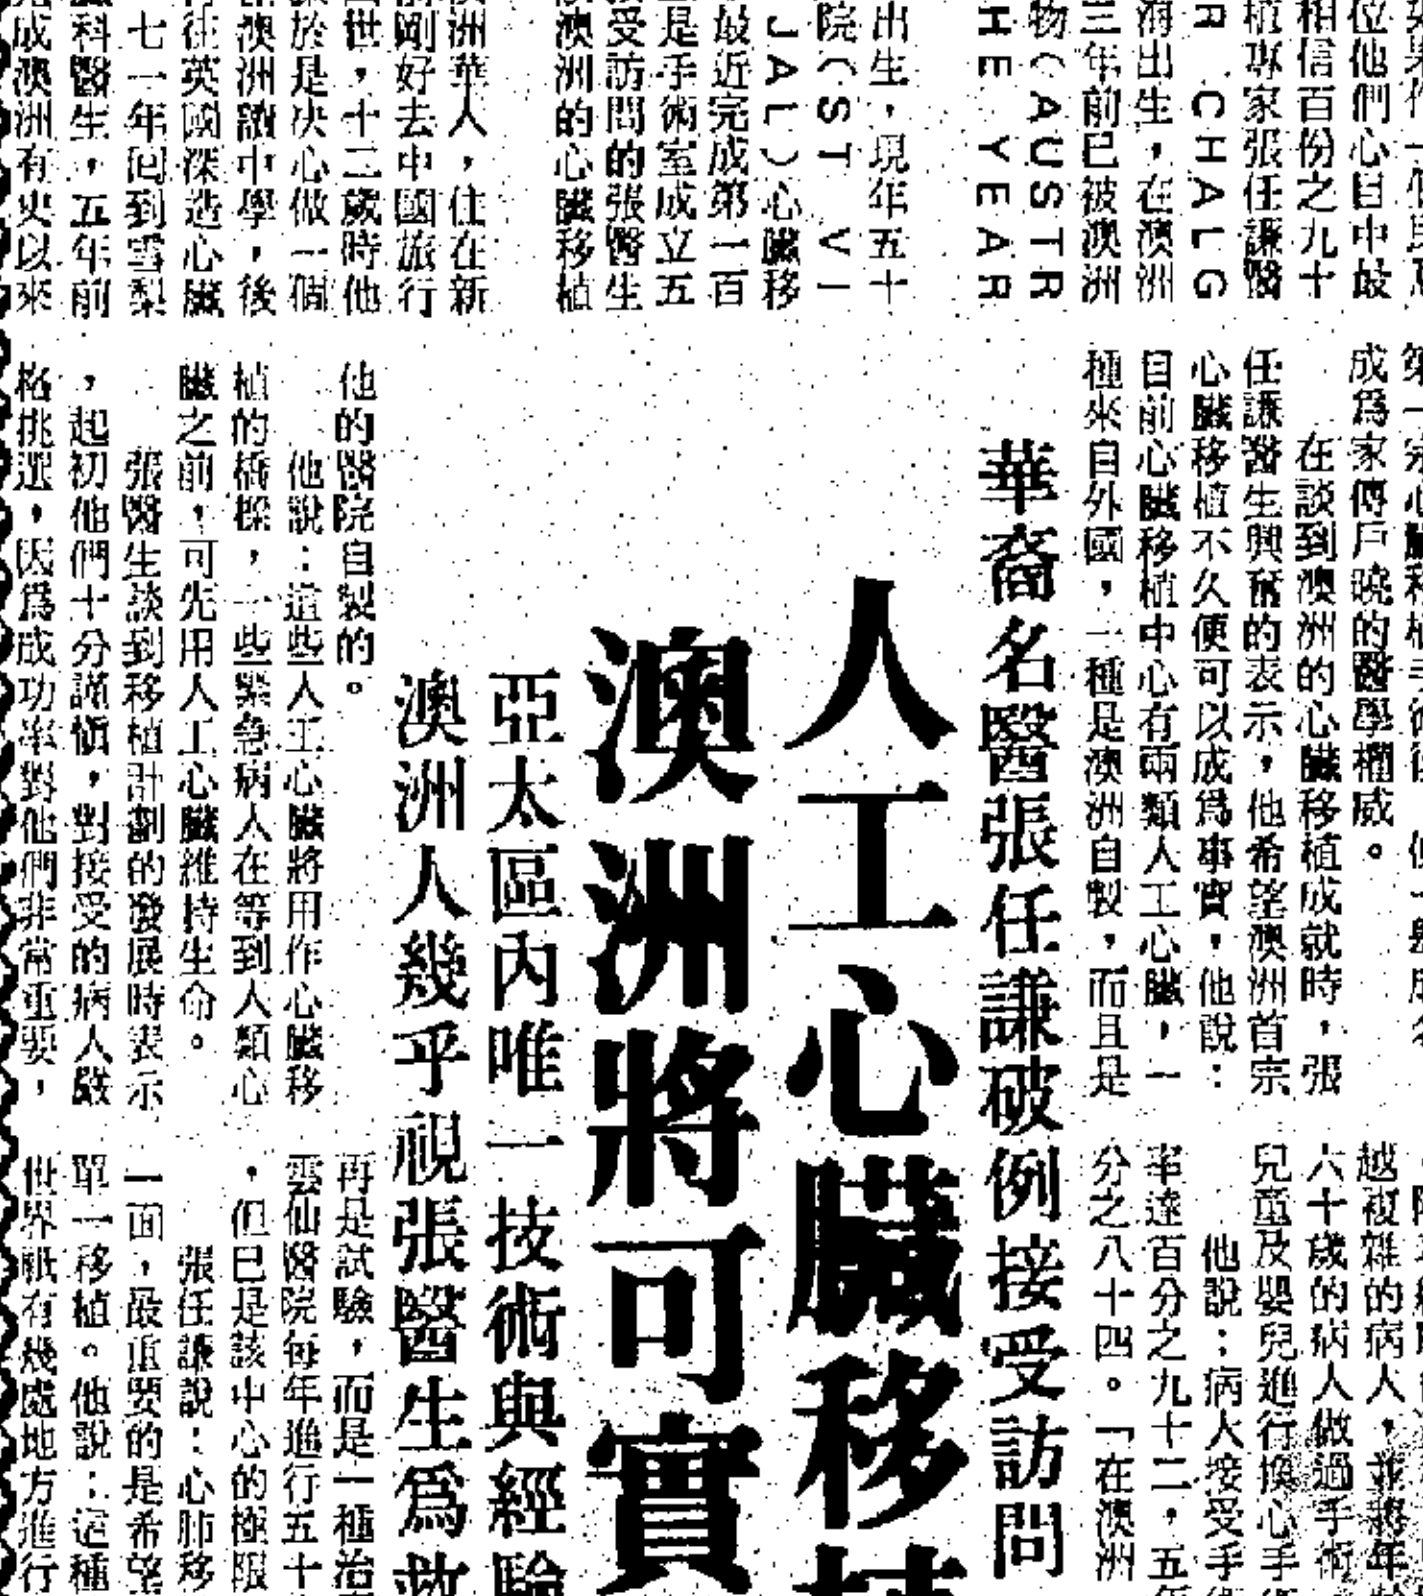 第一宗心臟移植手術後
成爲家傳戶曉的醫學權威。
在談到澳洲的心臟移植成就時，張
任謙醫生興奮的表示，他希望澳洲首宗
心臟移植不久便可以成爲事實，他說：
目前心臟移植中心有兩類人工心臟，一
種來自外國，一種是澳洲自製，而且是
華裔名醫張任謙破例接受訪問
人工心臟移植
澳洲將可實
亞太區內唯一技術與經驗
澳洲人幾乎視張醫生爲救
他的醫院自製的。
他說：這些人工心臟將用作心臟移
植的橋樑，一些緊急病人在等到人類心
臟之前，可先用人工心臟維持生命。
張醫生談到移植計劃的發展時表示
，起初他們十分謹愼，對接受的病人嚴
格挑選，因爲成功率對他們非常重要，
位他們心目中最
相信百份之九十
植專家張任謙醫
R CHALG
海出生，在澳洲
三年前已被澳洲
物（AUSTR
HE YEAR
出生，現年五十
院（ST V I
JAL）心臟移
最近完成第一百
是手術室成立五
受訪問的張醫生
澳洲的心臟移植
澳洲華人，住在新
剛好去中國旅行
世，十二歲時他
於是決心做一個
澳洲讀中學，後
往英國深造心臟
七一年回到雪梨
科醫生，五年前
成澳洲有史以來
越複雜的病人，並將年
六十歲的病人做過手術
兒童及嬰兒進行換心手
他說：病人接受手
率達百分之九十二，五年
分之八十四。「在澳洲
再是試驗，而是一種治
雲仙醫院每年進行五十
，但已是該中心的極限
張任謙說：心肺移
一面，最重要的是希望
單一移植。他說：這種
世界祇有幾處地方進行